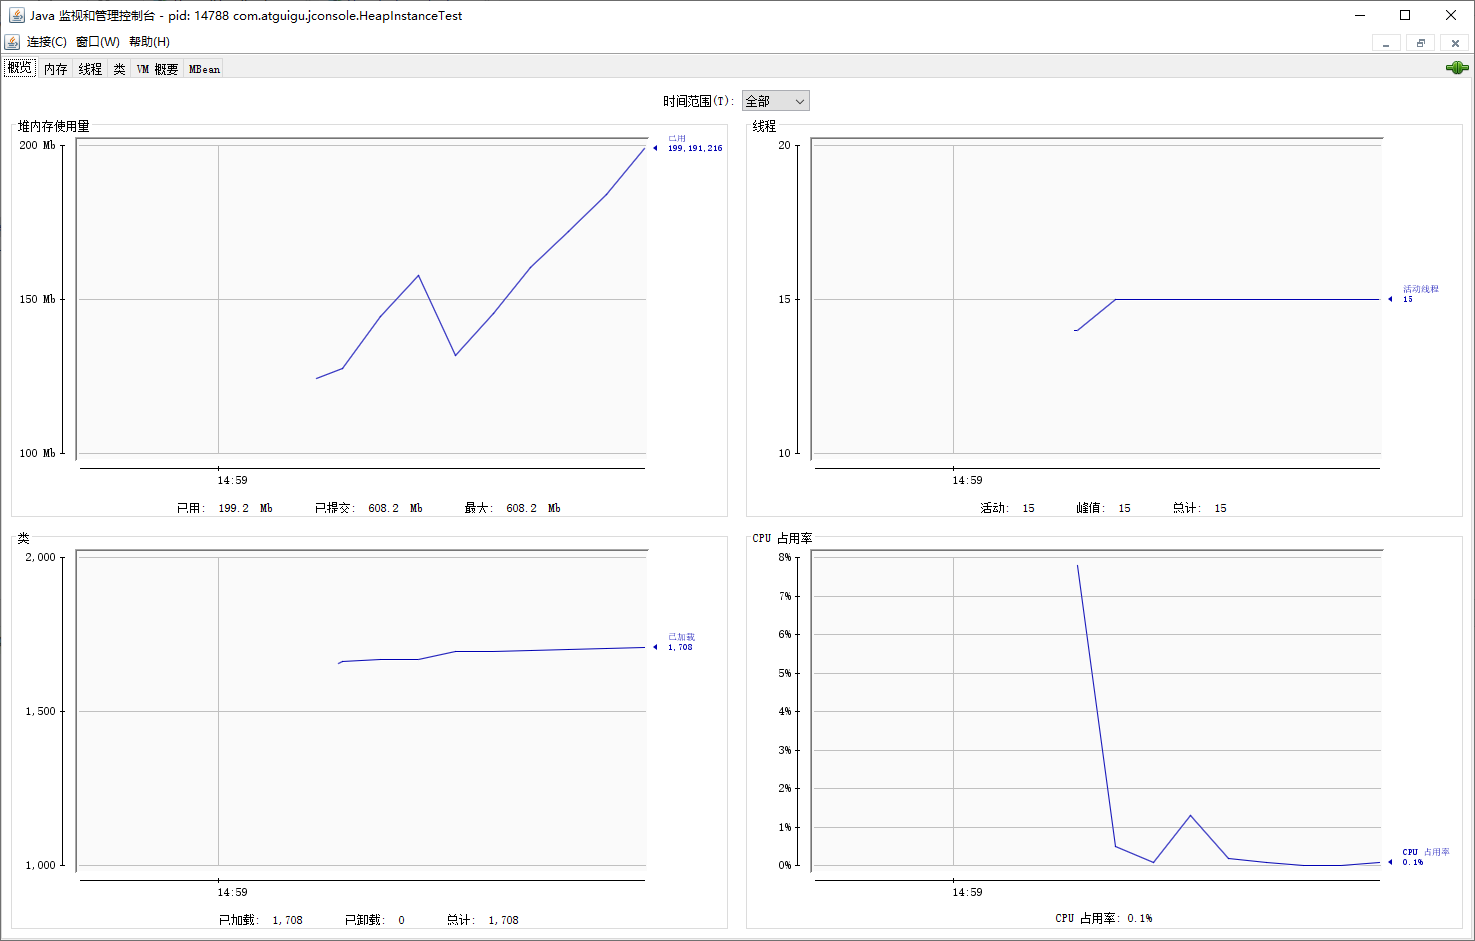 Java 监视和管理控制台 - pid: 14788 com.atguigu.jconsole.HeapInstanceTest
连接(C) 窗口(W) 帮助(H)
概览 内存 线程 类 VM 概要 MBean
时间范围(T): 全部
堆内存使用量
200 Mb
150 Mb
100 Mb
已用
199,191,216
14:59
已用: 199.2 Mb 已提交: 608.2 Mb 最大: 608.2 Mb
线程
20
15
10
活动线程
15
14:59
活动: 15 峰值: 15 总计: 15
类
2,000
1,500
1,000
已加载
1,708
14:59
已加载: 1,708 已卸载: 0 总计: 1,708
CPU 占用率
8%
7%
6%
5%
4%
3%
2%
1%
0%
CPU 占用率
0.1%
14:59
CPU 占用率: 0.1%